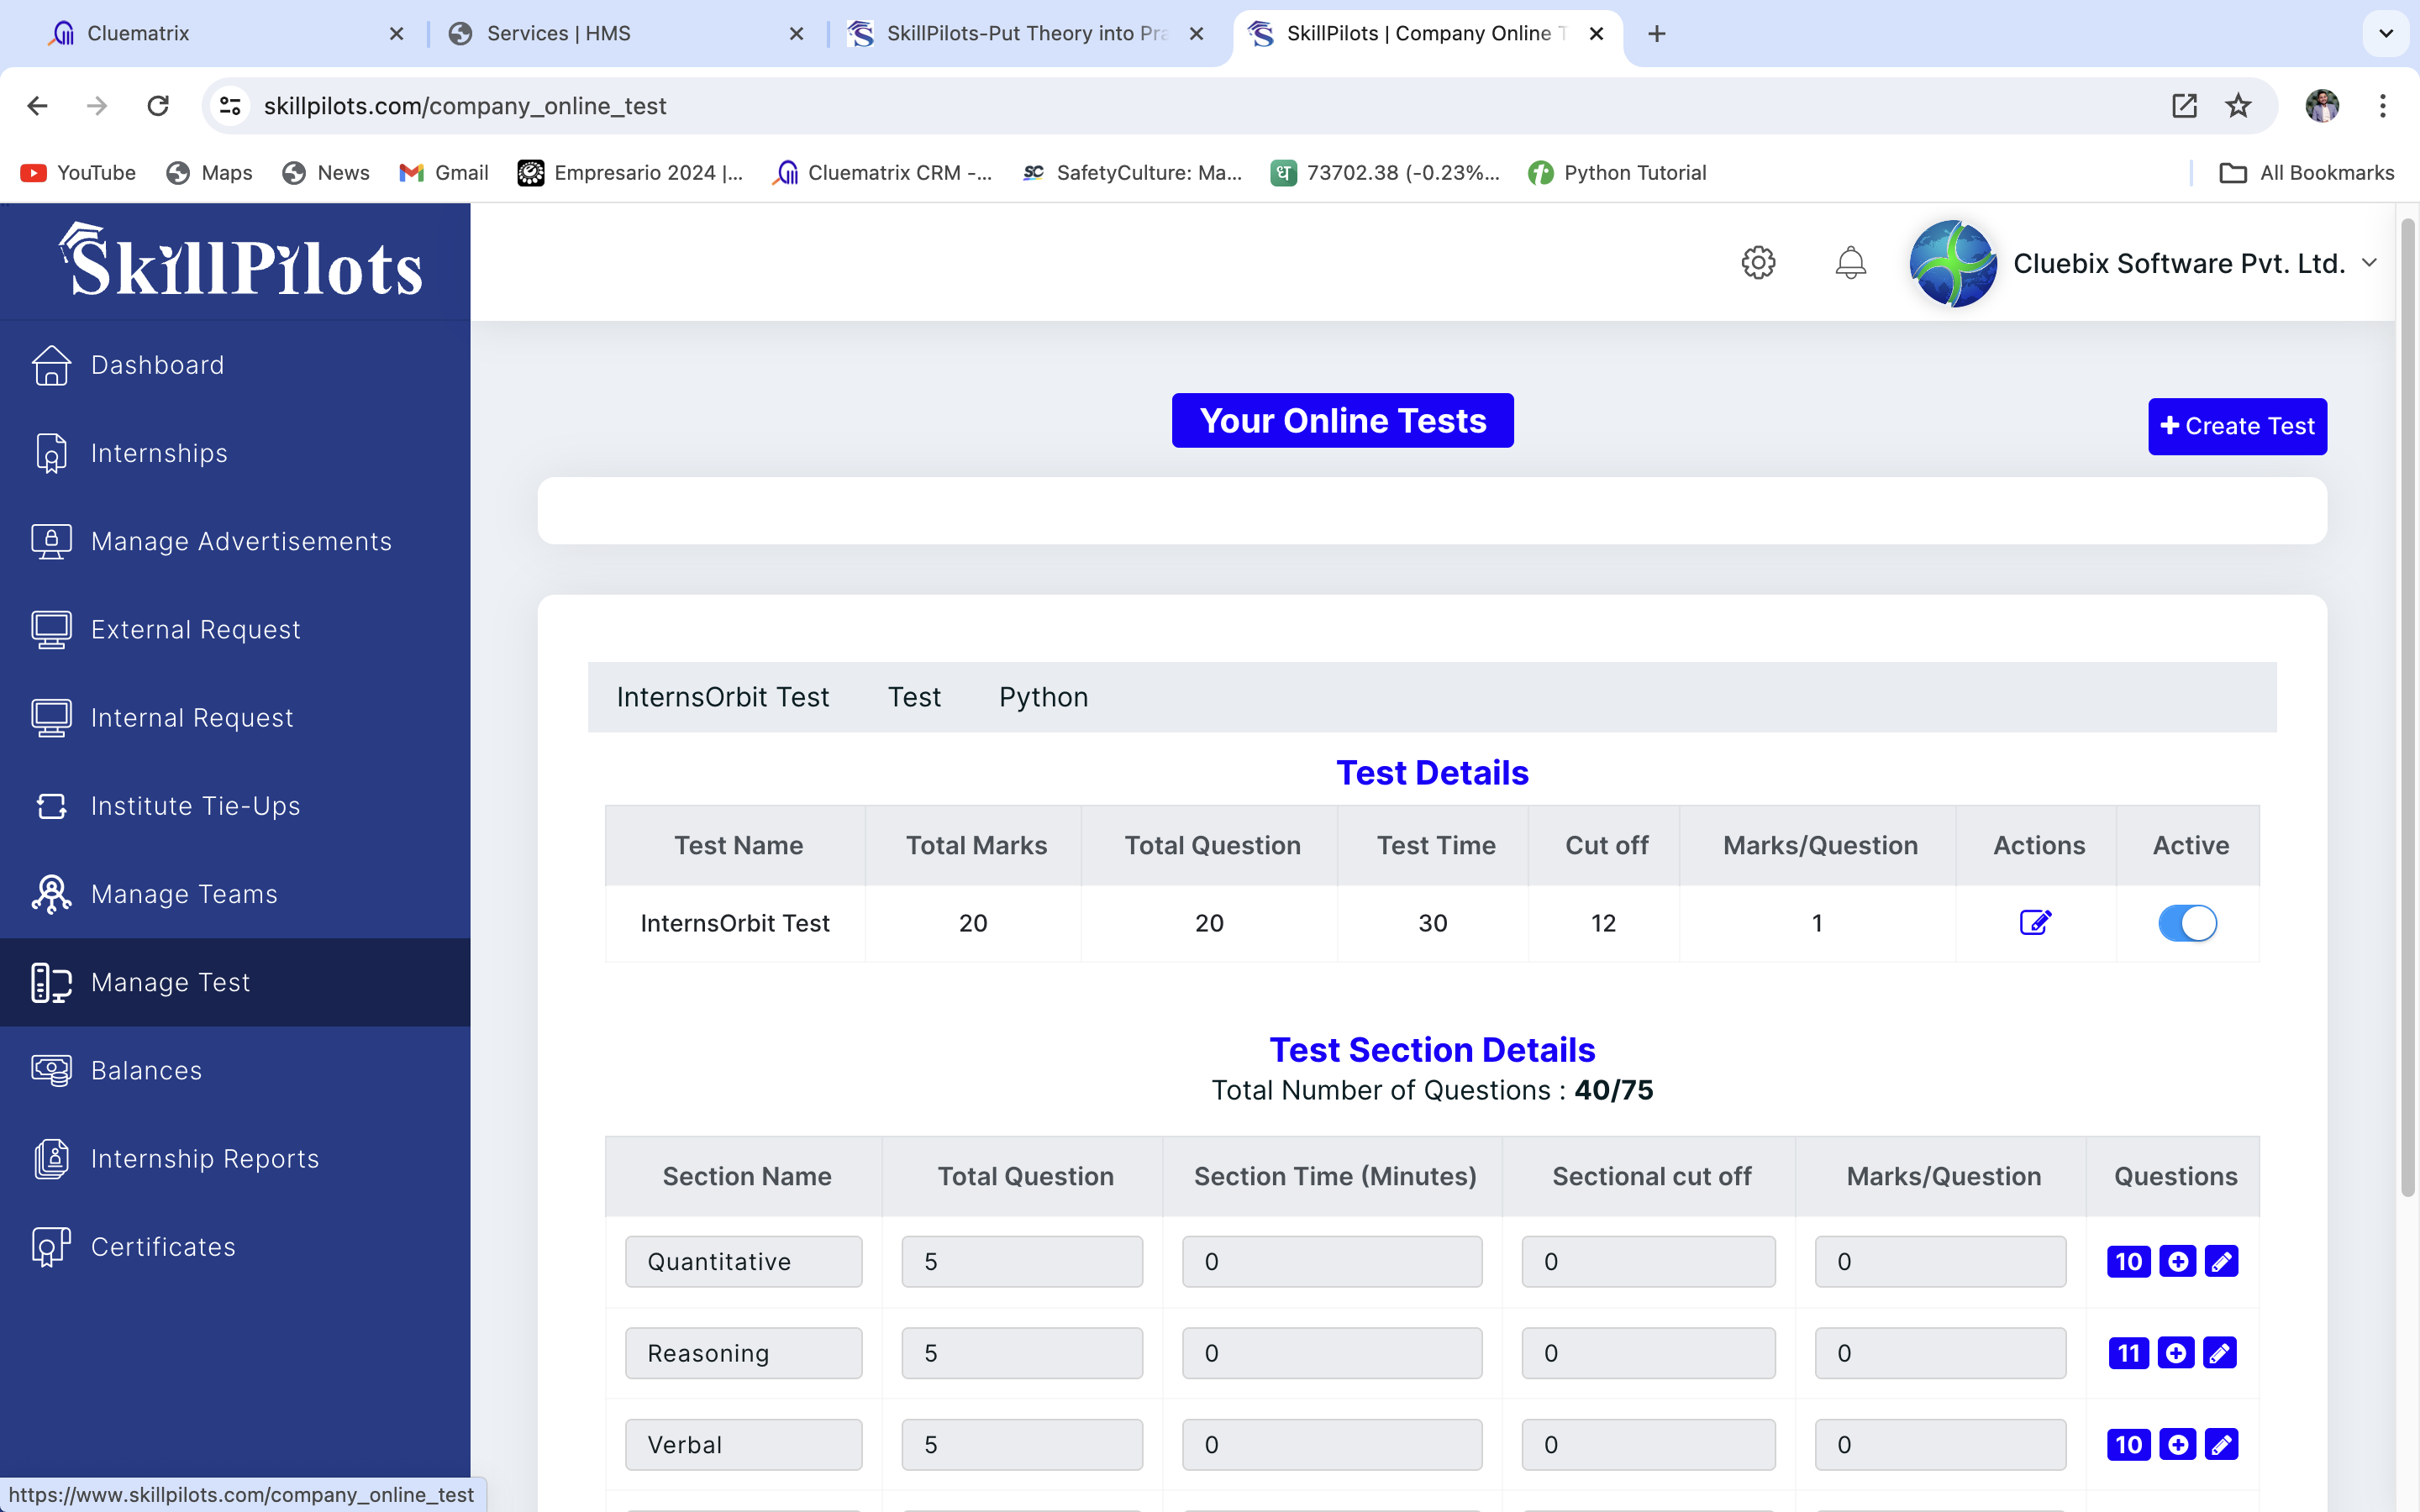 Cluematrix
Services | HMS
SkillPilots-Put Theory into Pra
SkillPilots | Company Online T
skillpilots.com/company_online_test
YouTube
Maps
News
Gmail
Empresario 2024 |...
Cluematrix CRM -...
SC SafetyCulture: Ma...
धा 73702.38 (-0.23%...
Python Tutorial
All Bookmarks
SkillPilots
Cluebix Software Pvt. Ltd.
Dashboard
Internships
Manage Advertisements
External Request
Internal Request
Institute Tie-Ups
Manage Teams
Manage Test
Balances
Internship Reports
Certificates
Your Online Tests
Create Test
InternsOrbit Test Test Python
Test Details
Test Name Total Marks Total Question Test Time Cut off Marks/Question Actions Active
InternsOrbit Test 20 20 30 12 1
Test Section Details
Total Number of Questions : 40/75
Section Name Total Question Section Time (Minutes) Sectional cut off Marks/Question Questions
Quantitative 5 0 0 0 10
Reasoning 5 0 0 0 11
Verbal 5 0 0 0 10
https://www.skillpilots.com/company_online_test